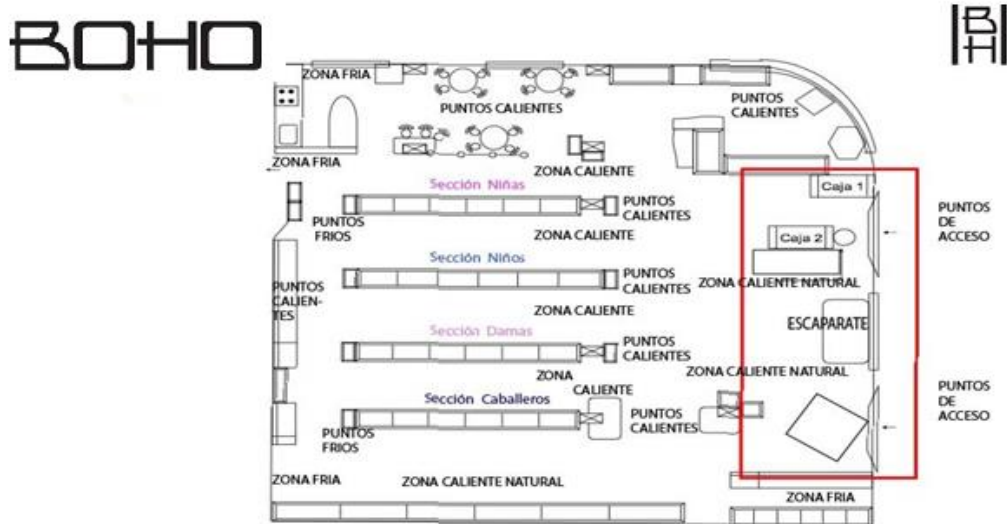 BOHO
BH
ZONA FRIA
PUNTOS CALIENTES
PUNTOS
CALIENTES
ZONA FRIA
ZONA CALIENTE
Caja 1
Sección Niñas
PUNTOS
CALIENTES
PUNTOS
FRIOS
ZONA CALIENTE
PUNTOS
DE
ACCESO
Caja 2
Sección Niños
PUNTOS
CALIENTES
PUNTOS
CALIEN-
TES
ZONA CALIENTE NATURAL
ZONA CALIENTE
ESCAPARATE
Sección Damas
PUNTOS
CALIENTES
ZONA
CALIENTE
ZONA CALIENTE NATURAL
Sección Caballeros
PUNTOS
CALIENTES
PUNTOS
DE
ACCESO
PUNTOS
FRIOS
ZONA FRIA
ZONA CALIENTE NATURAL
ZONA FRIA